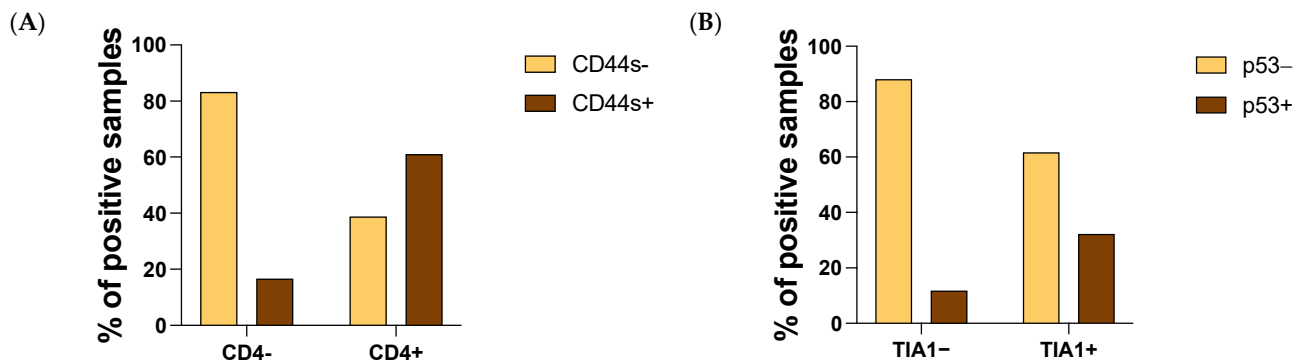 (A)
% of positive samples
100
80
60
40
20
0
CD4-
CD4+
CD44s-
CD44s+
(B)
% of positive samples
100
80
60
40
20
0
TIA1−
TIA1+
p53−
p53+